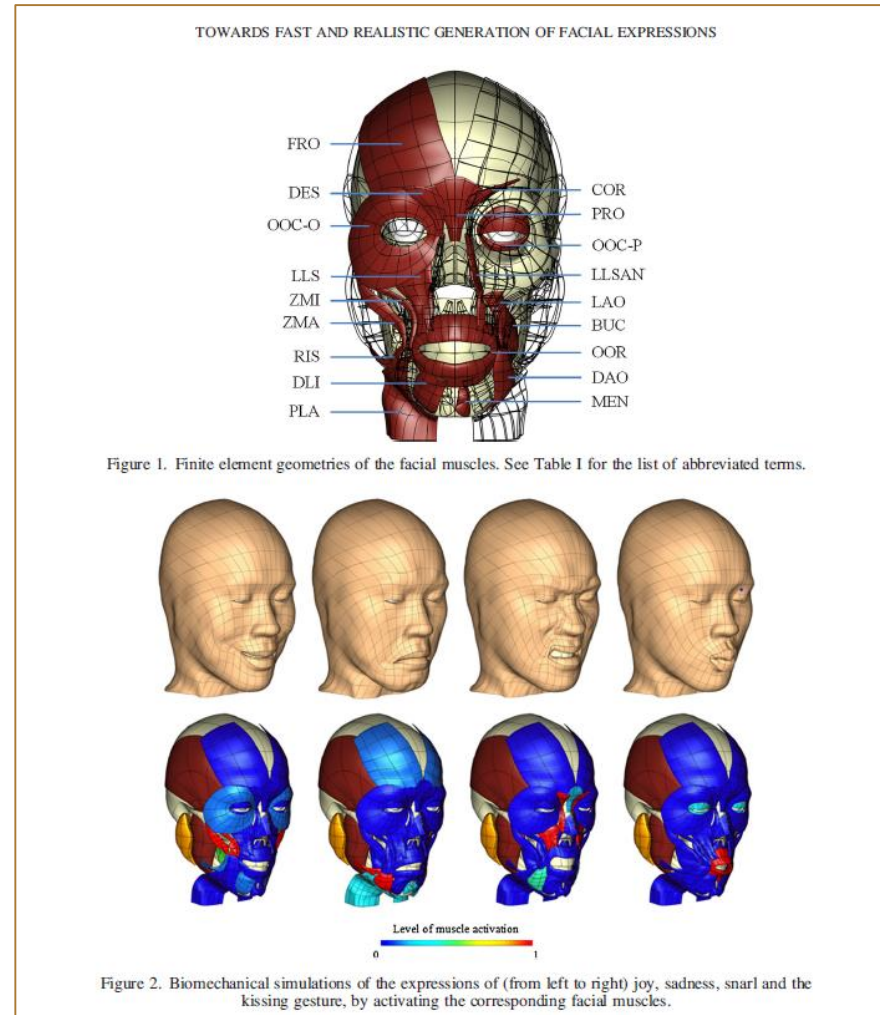 TOWARDS FAST AND REALISTIC GENERATION OF FACIAL EXPRESSIONS
FRO
DES
OOC-O
LLS
ZMI
ZMA
RIS
DLI
PLA
COR
PRO
OOC-P
LLSAN
LAO
BUC
OOR
DAO
MEN
Figure 1. Finite element geometries of the facial muscles. See Table I for the list of abbreviated terms.
Level of muscle activation
0 1
Figure 2. Biomechanical simulations of the expressions of (from left to right) joy, sadness, snarl and the
kissing gesture, by activating the corresponding facial muscles.